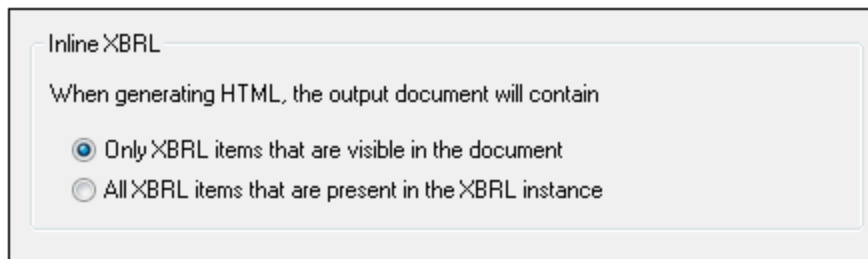 Inline XBRL
When generating HTML, the output document will contain
Only XBRL items that are visible in the document
All XBRL items that are present in the XBRL instance